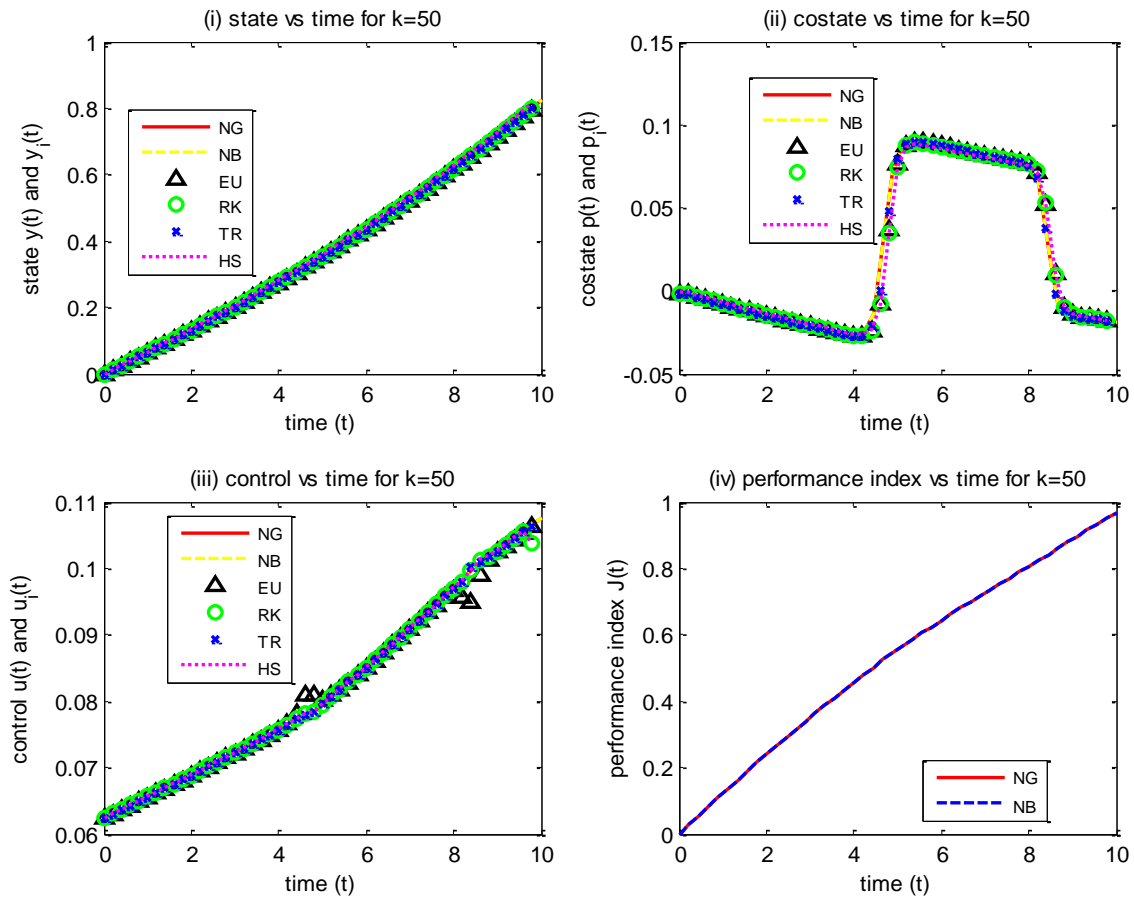 (i) state vs time for k=50
state y(t) and y_i(t)
1
0.8
0.6
0.4
0.2
0
0
2
4
6
8
10
time (t)
NG
NB
EU
RK
TR
HS
(ii) costate vs time for k=50
costate p(t) and p_i(t)
0.15
0.1
0.05
0
-0.05
0
2
4
6
8
10
time (t)
NG
NB
EU
RK
TR
HS
(iii) control vs time for k=50
control u(t) and u_i(t)
0.11
0.1
0.09
0.08
0.07
0.06
0
2
4
6
8
10
time (t)
NG
NB
EU
RK
TR
HS
(iv) performance index vs time for k=50
performance index J(t)
1
0.8
0.6
0.4
0.2
0
0
2
4
6
8
10
time (t)
NG
NB